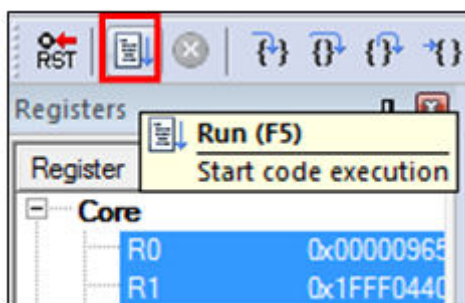 RST
Registers
Run (F5)
Register
Start code execution
Core
R0 0x00000965
R1 0x1FFF0440